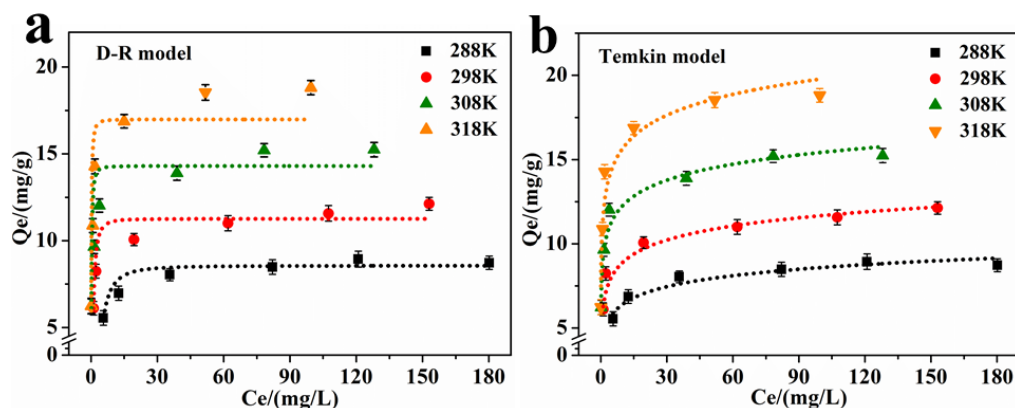 a
D-R model
288K
298K
308K
318K
Qe/(mg/g)
20
15
10
5
0
0 30 60 90 120 150 180
Ce/(mg/L)
b
Temkin model
288K
298K
308K
318K
Qe/(mg/g)
20
15
10
5
0
0 30 60 90 120 150 180
Ce/(mg/L)